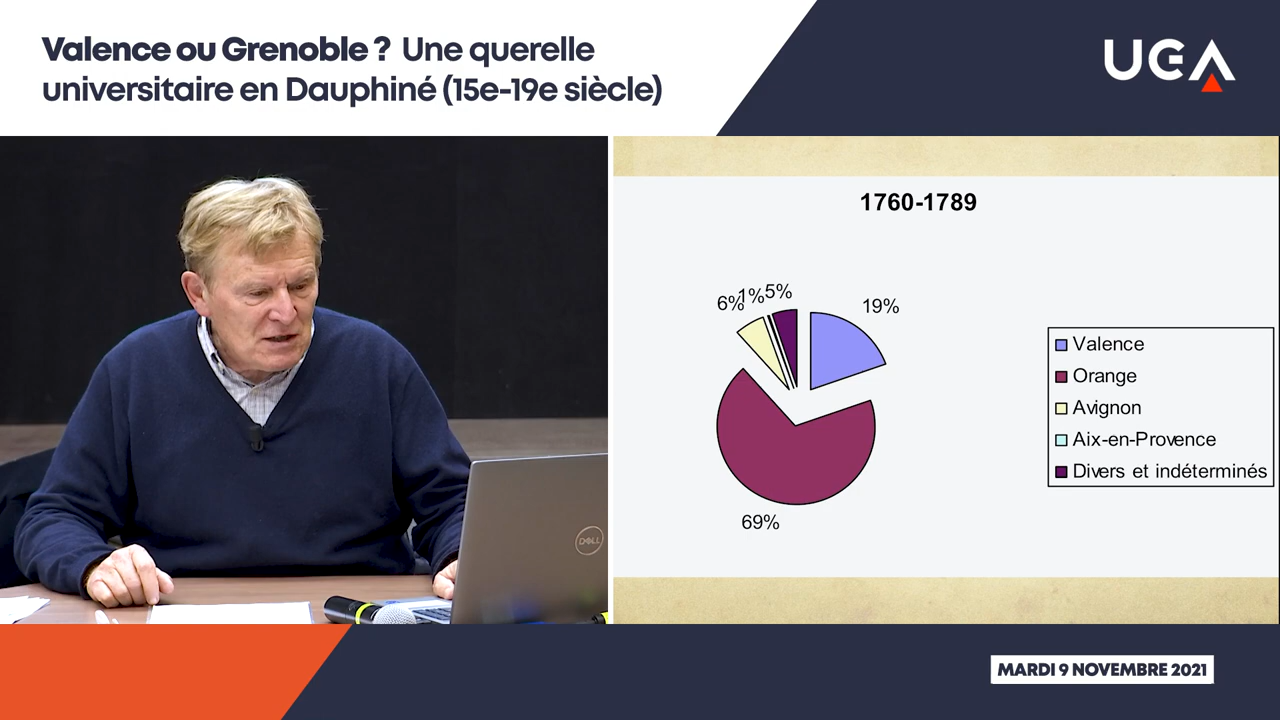 Valence ou Grenoble ? Une querelle
universitaire en Dauphiné (15e-19e siècle)
UGA
1760-1789
6%
1%
5%
19%
69%
Valence
Orange
Avignon
Aix-en-Provence
Divers et indéterminés
DELL
MARDI 9 NOVEMBRE 2021